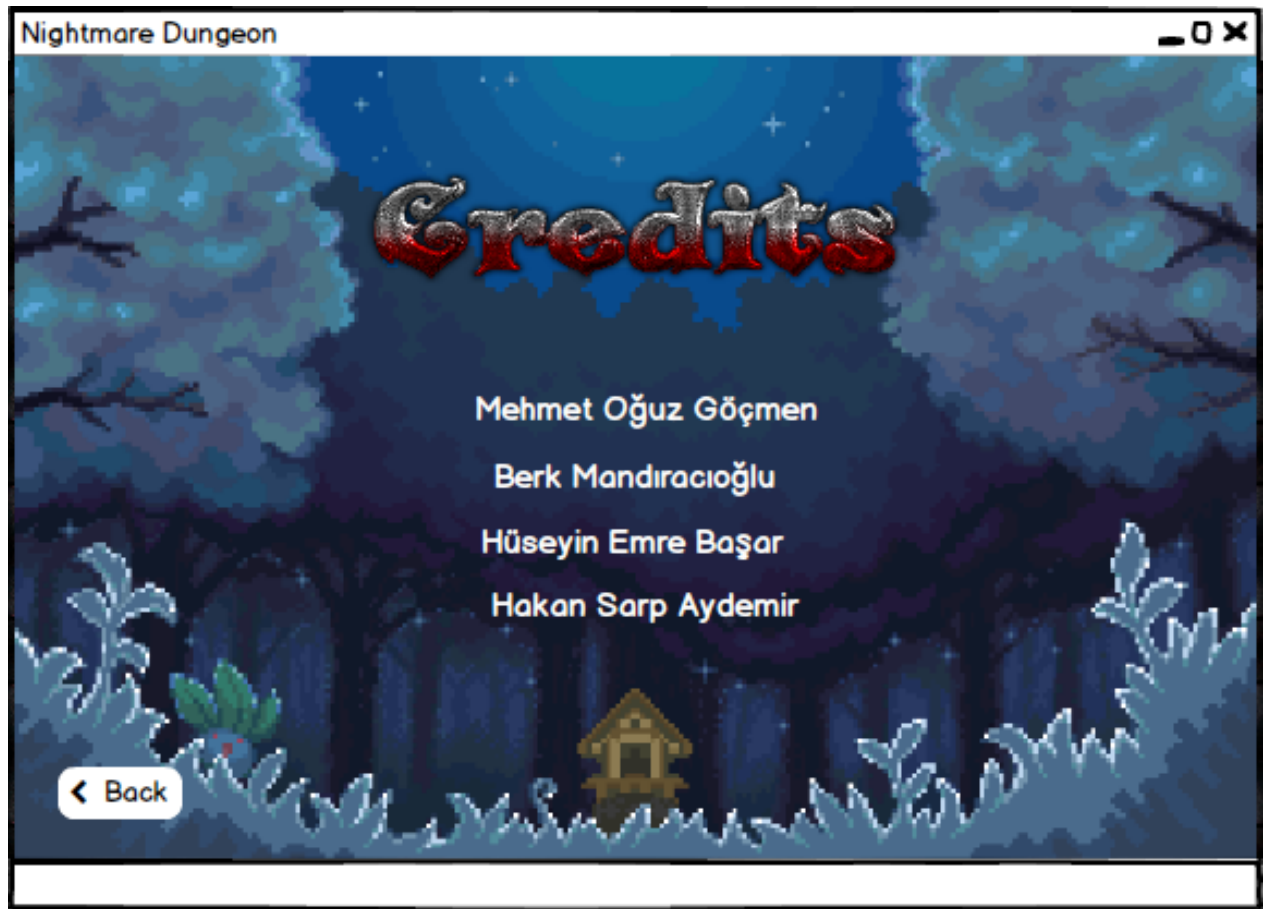 Nightmare Dungeon
Credits
Mehmet Oğuz Göçmen
Berk Mandıracıoğlu
Hüseyin Emre Başar
Hakan Sarp Aydemir
Back